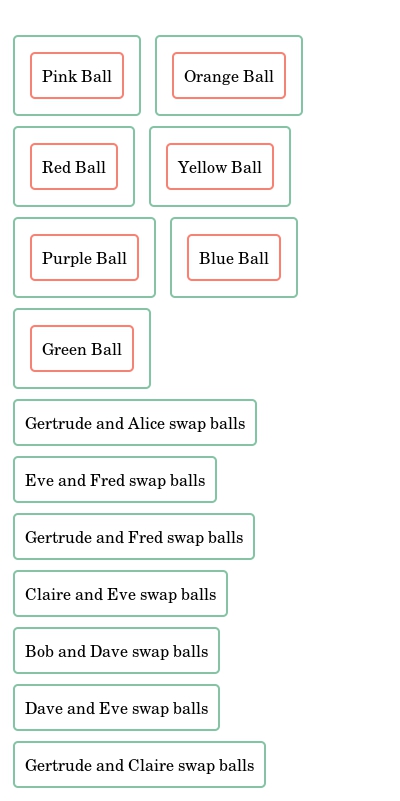 Pink Ball Orange Ball
Red Ball Yellow Ball
Purple Ball Blue Ball
Green Ball
Gertrude and Alice swap balls
Eve and Fred swap balls
Gertrude and Fred swap balls
Claire and Eve swap balls
Bob and Dave swap balls
Dave and Eve swap balls
Gertrude and Claire swap balls